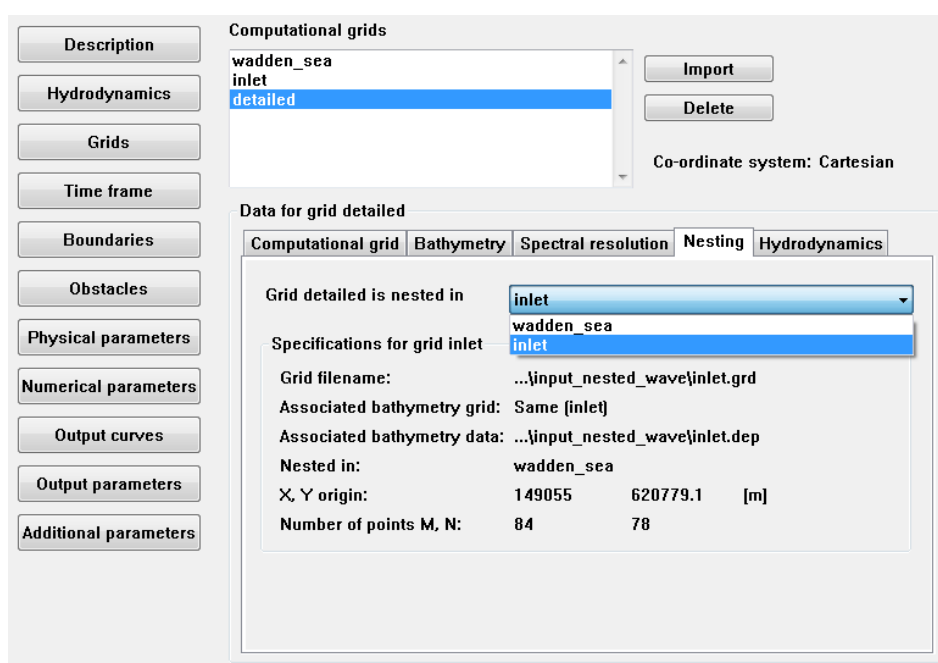 Description
Hydrodynamics
Grids
Time frame
Boundaries
Obstacles
Physical parameters
Numerical parameters
Output curves
Output parameters
Additional parameters
Computational grids
wadden_sea
inlet
detailed
Import
Delete
Co-ordinate system: Cartesian
Data for grid detailed
Computational grid Bathymetry Spectral resolution Nesting Hydrodynamics
Grid detailed is nested in inlet
wadden_sea
inlet
Specifications for grid inlet
Grid filename: ...\input_nested_wave\inlet.grd
Associated bathymetry grid: Same (inlet)
Associated bathymetry data: ...\input_nested_wave\inlet.dep
Nested in: wadden_sea
X, Y origin: 149055 620779.1 [m]
Number of points M, N: 84 78